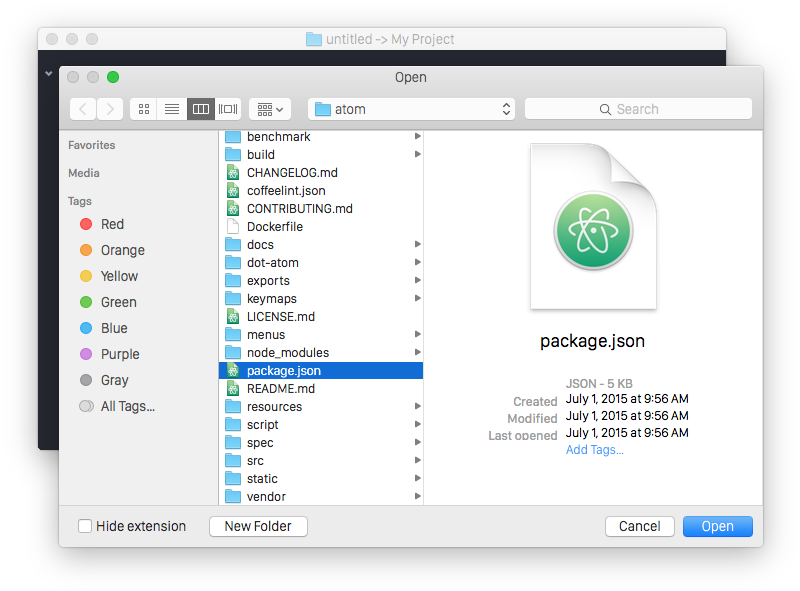 untitled -> My Project
Open
atom
Search
Favorites
Media
Tags
Red
Orange
Yellow
Green
Blue
Purple
Gray
All Tags...
benchmark
build
CHANGELOG.md
coffeelint.json
CONTRIBUTING.md
Dockerfile
docs
dot-atom
exports
keymaps
LICENSE.md
menus
node_modules
package.json
README.md
resources
script
spec
src
static
vendor
package.json
JSON - 5 KB
Created July 1, 2015 at 9:56 AM
Modified July 1, 2015 at 9:56 AM
Last opened July 1, 2015 at 9:56 AM
Add Tags...
Hide extension
New Folder
Cancel
Open